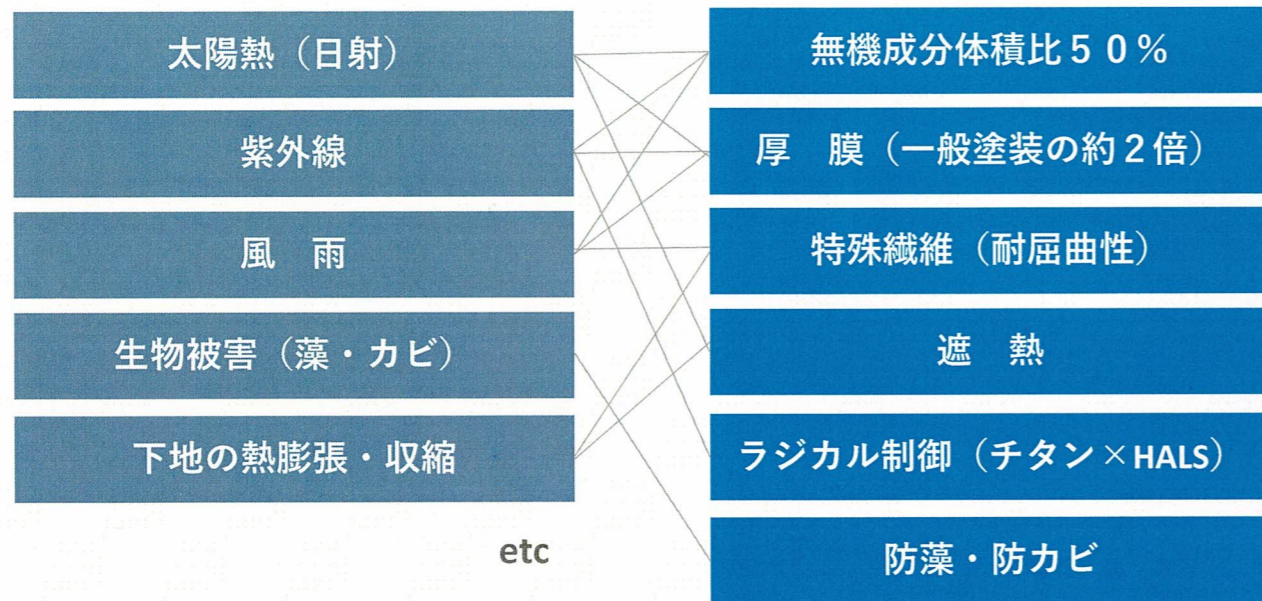 太陽熱（日射）
紫外線
風　雨
生物被害（藻・カビ）
下地の熱膨張・収縮
etc
無機成分体積比５０％
厚　膜（一般塗装の約２倍）
特殊繊維（耐屈曲性）
遮　熱
ラジカル制御（チタン×HALS）
防藻・防カビ